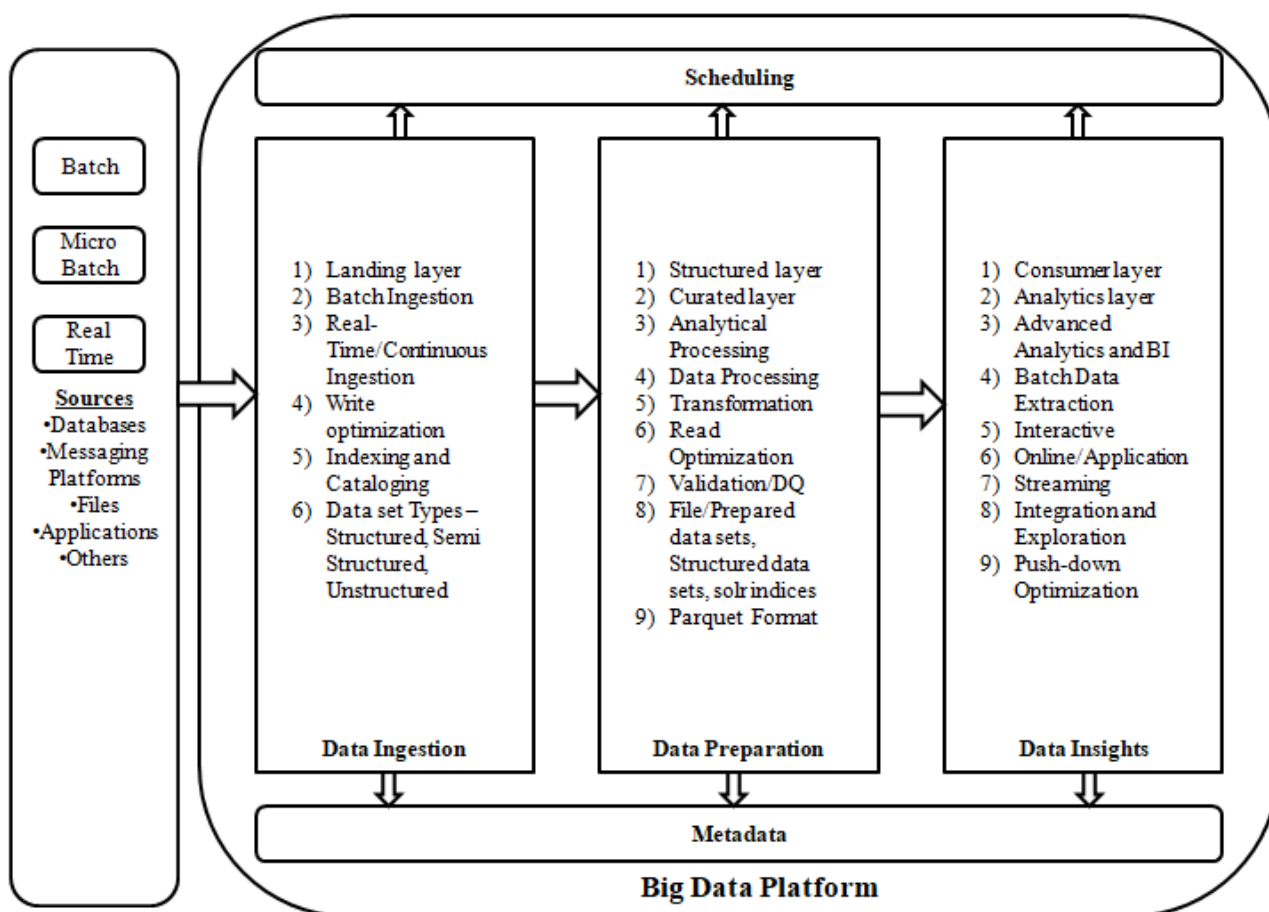 Scheduling
Batch
Micro
Batch
Real
Time
Sources
•Databases
•Messaging
Platforms
•Files
•Applications
•Others
1) Landing layer
2) Batch Ingestion
3) Real-
Time/Continuous
Ingestion
4) Write
optimization
5) Indexing and
Cataloging
6) Data set Types –
Structured, Semi
Structured,
Unstructured
Data Ingestion
1) Structured layer
2) Curated layer
3) Analytical
Processing
4) Data Processing
5) Transformation
6) Read
Optimization
7) Validation/DQ
8) File/Prepared
data sets,
Structured data
sets, solr indices
9) Parquet Format
Data Preparation
1) Consumer layer
2) Analytics layer
3) Advanced
Analytics and BI
4) Batch Data
Extraction
5) Interactive
6) Online/Application
7) Streaming
8) Integration and
Exploration
9) Push-down
Optimization
Data Insights
Metadata
Big Data Platform